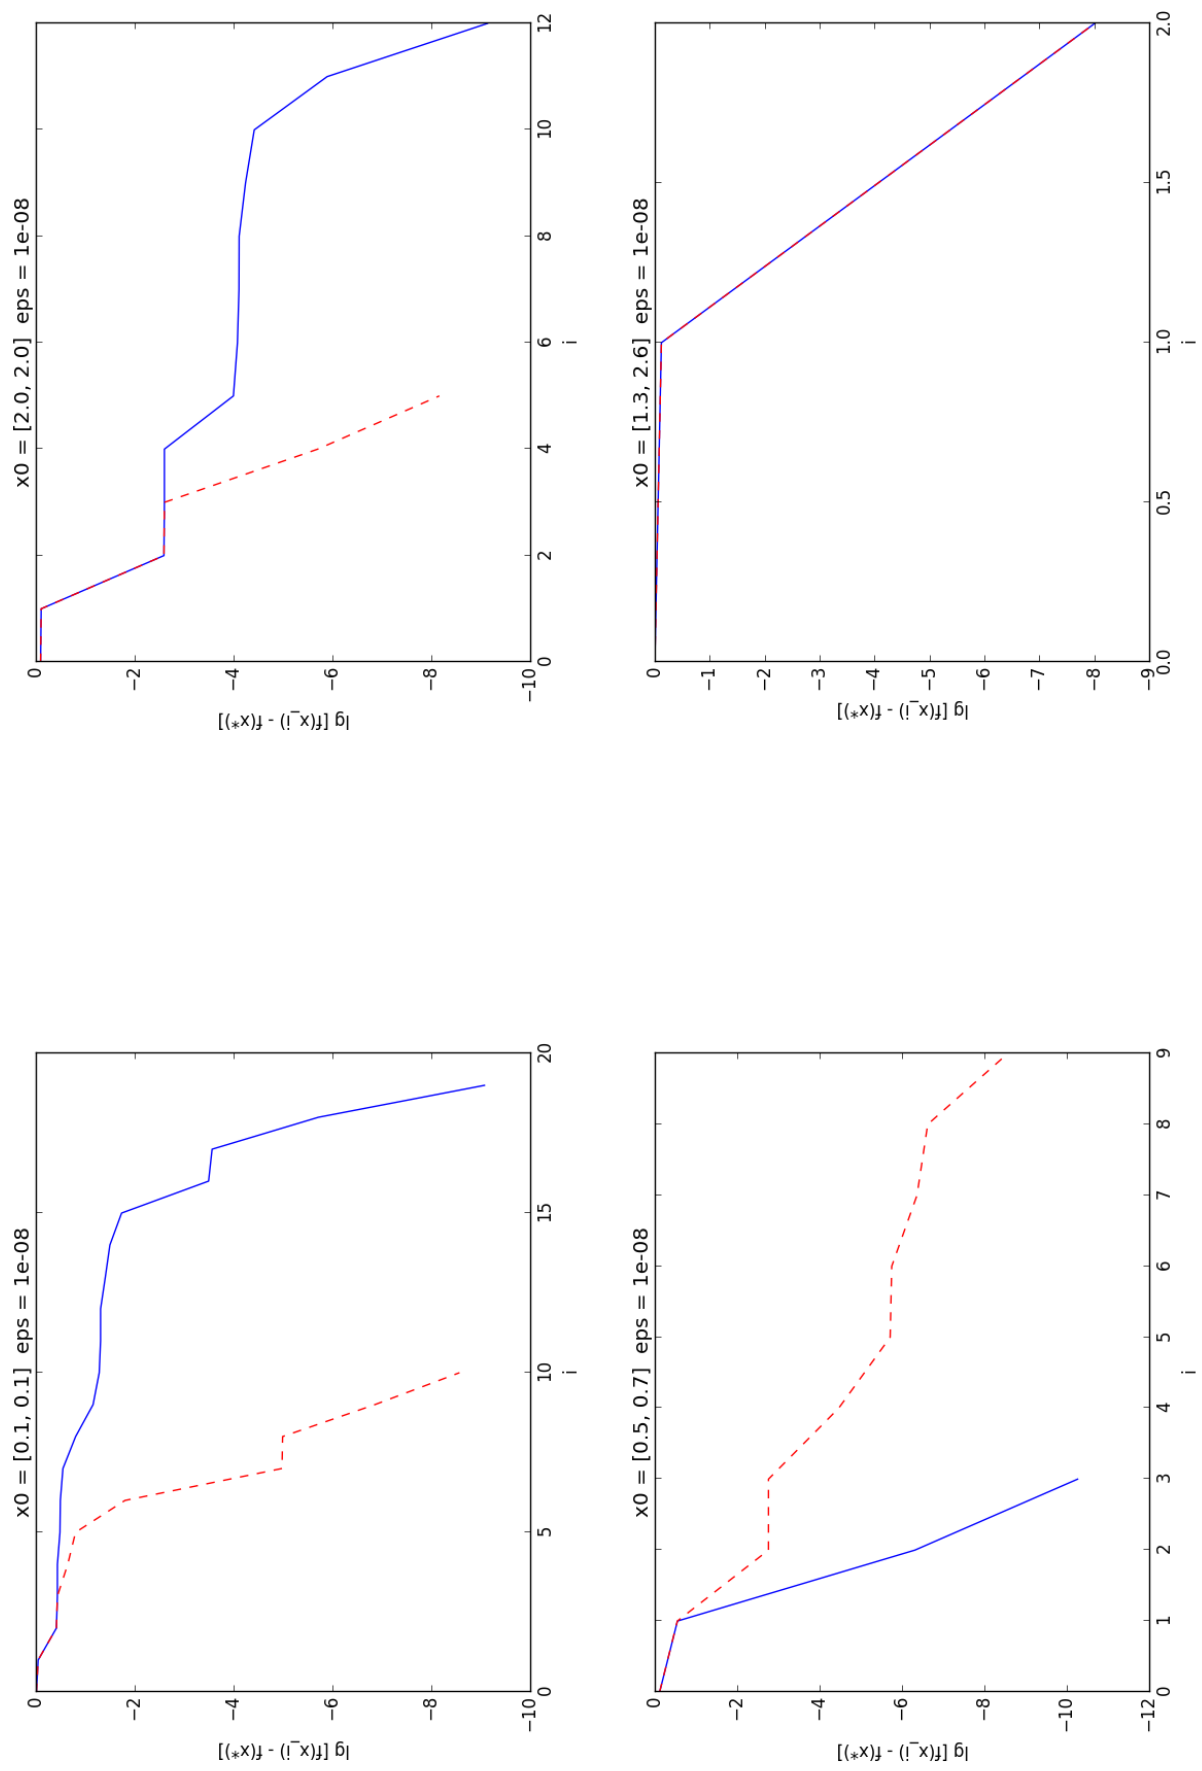 x0 = [0.1, 0.1] eps = 1e-08
lg [f(x_i) - f(x*)]
0
−2
−4
−6
−8
−10
0 5 10 15 20
i
x0 = [2.0, 2.0] eps = 1e-08
lg [f(x_i) - f(x*)]
0
−2
−4
−6
−8
−10
0 2 4 6 8 10 12
i
x0 = [0.5, 0.7] eps = 1e-08
lg [f(x_i) - f(x*)]
0
−2
−4
−6
−8
−10
−12
0 1 2 3 4 5 6 7 8 9
i
x0 = [1.3, 2.6] eps = 1e-08
lg [f(x_i) - f(x*)]
0
−1
−2
−3
−4
−5
−6
−7
−8
−9
0.0 0.5 1.0 1.5 2.0
i